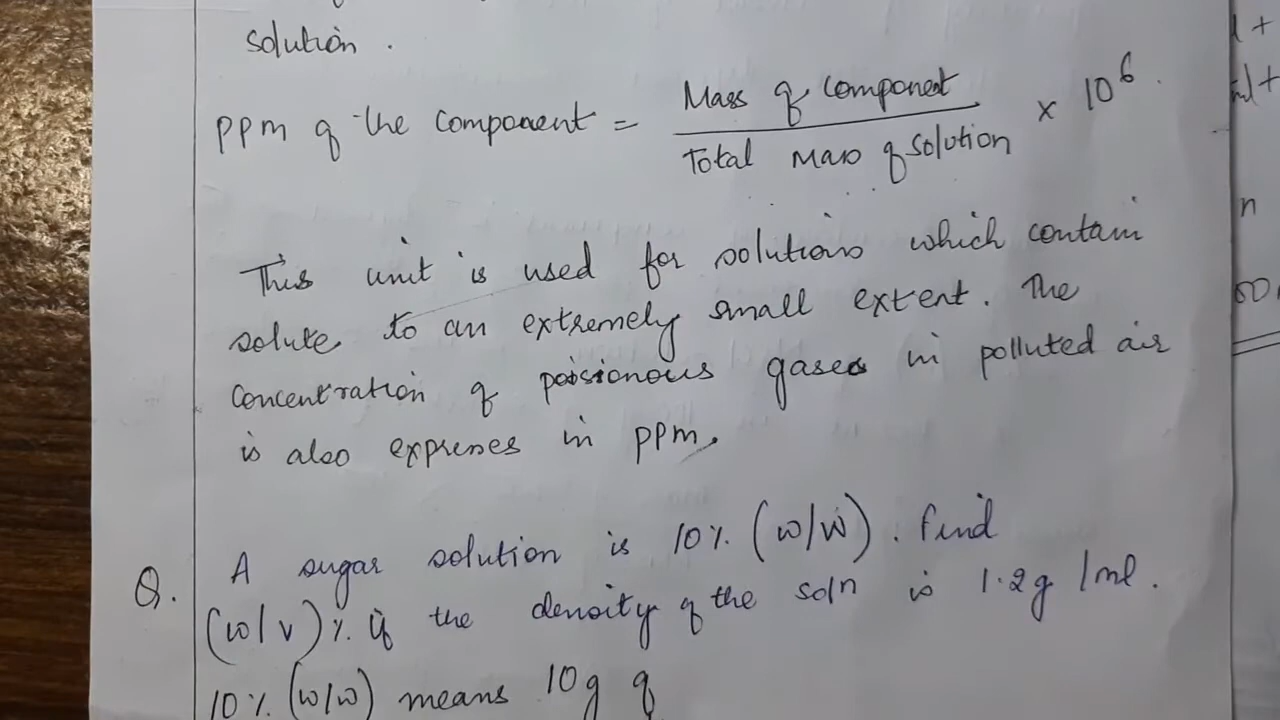 solution.
ppm of the component = Mass of component / Total Mass of solution × 10⁶.
This unit is used for solutions which contain
solute to an extremely small extent. The
concentration of poisionous gases in polluted air
is also expresses in ppm.
Q. A sugar solution is 10% (w/w). Find
(w/v)% if the density of the soln is 1.2g/ml.
10% (w/w) means 10g of